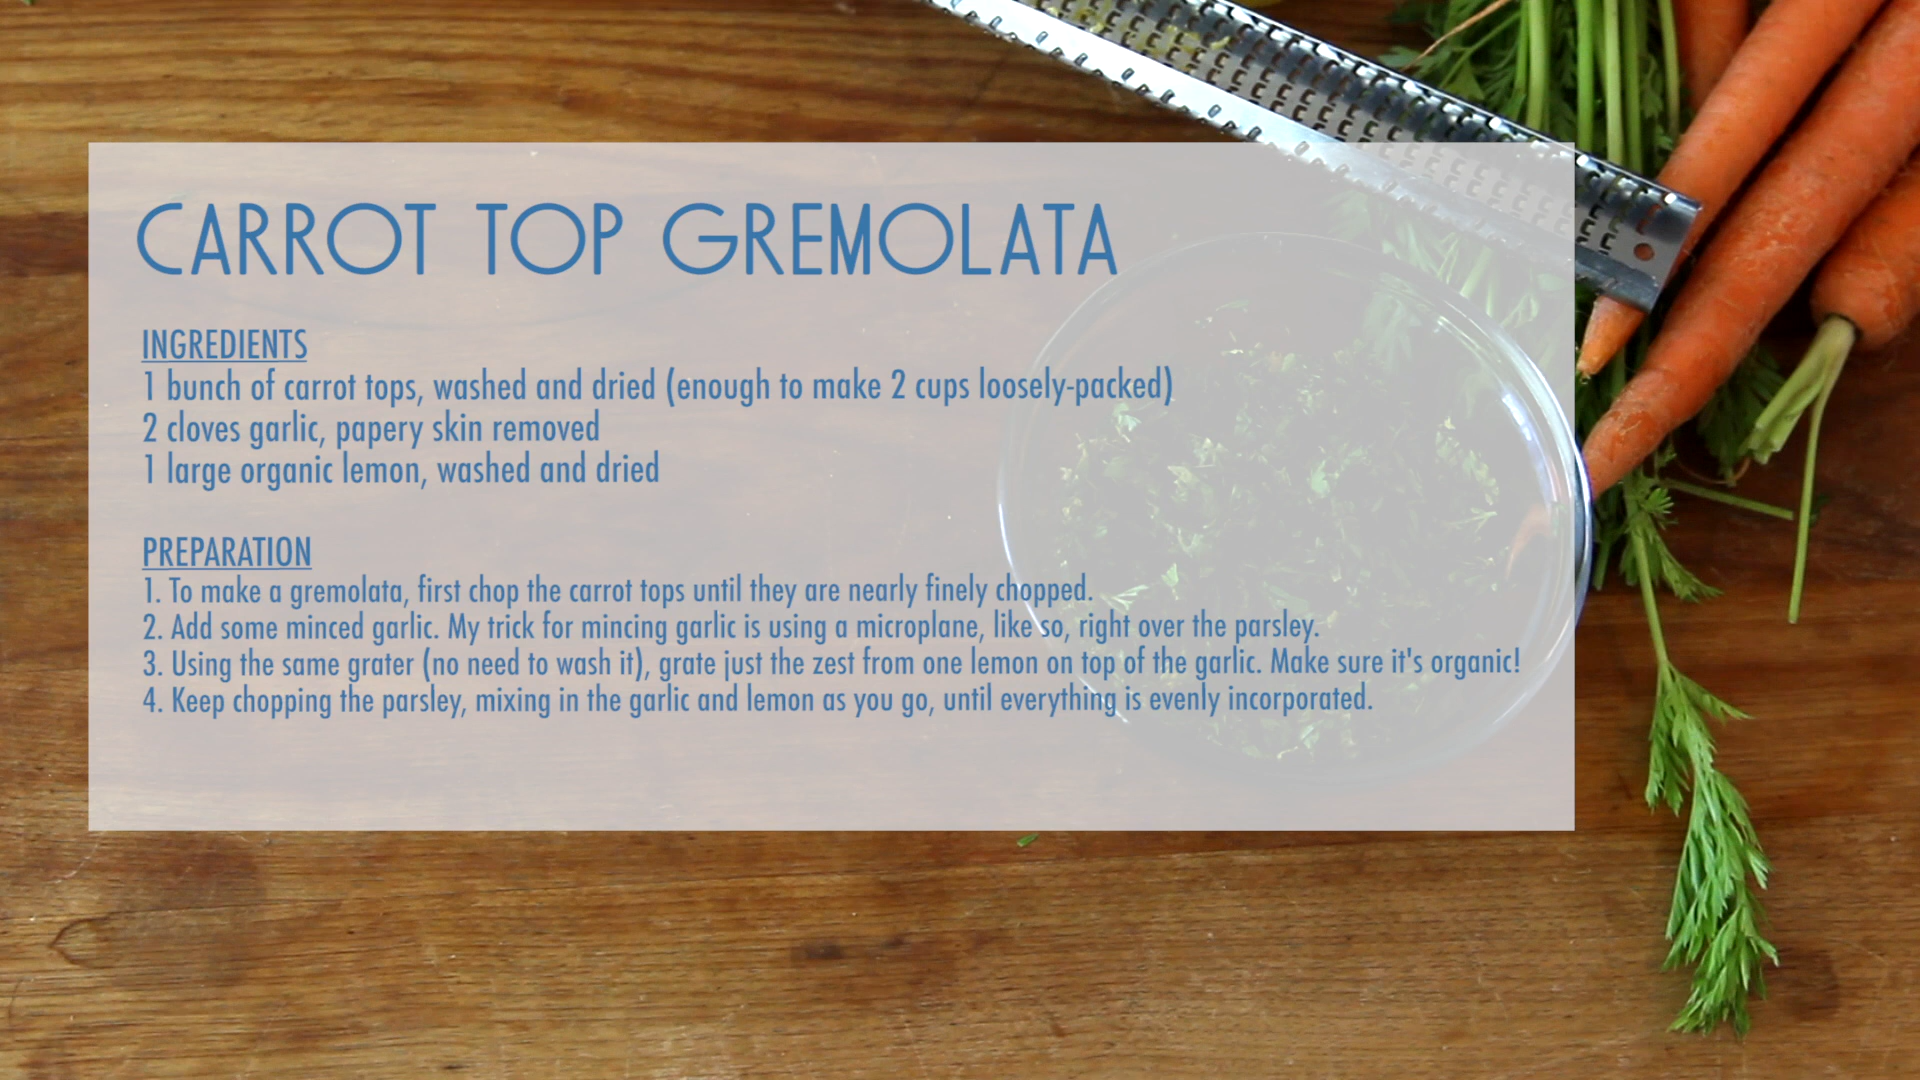 CARROT TOP GREMOLATA
INGREDIENTS
1 bunch of carrot tops, washed and dried (enough to make 2 cups loosely-packed)
2 cloves garlic, papery skin removed
1 large organic lemon, washed and dried
PREPARATION
1. To make a gremolata, first chop the carrot tops until they are nearly finely chopped.
2. Add some minced garlic. My trick for mincing garlic is using a microplane, like so, right over the parsley.
3. Using the same grater (no need to wash it), grate just the zest from one lemon on top of the garlic. Make sure it's organic!
4. Keep chopping the parsley, mixing in the garlic and lemon as you go, until everything is evenly incorporated.